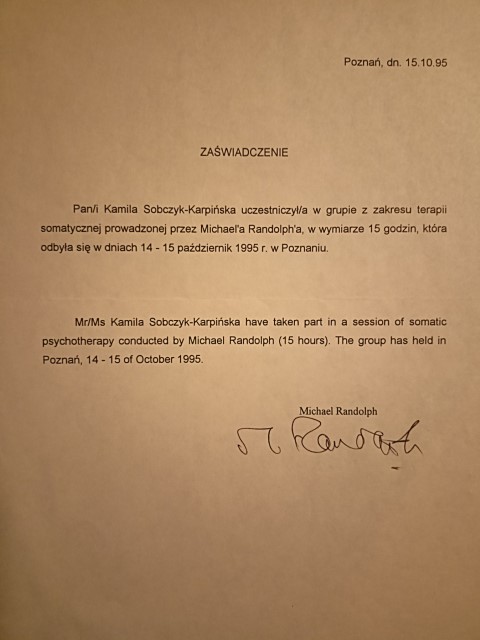 Poznań, dn. 15.10.95
ZAŚWIADCZENIE
Pan/i Kamila Sobczyk-Karpińska uczestniczył/a w grupie z zakresu terapii
somatycznej prowadzonej przez Michael'a Randolph'a, w wymiarze 15 godzin, która
odbyła się w dniach 14 - 15 październik 1995 r. w Poznaniu.
Mr/Ms Kamila Sobczyk-Karpińska have taken part in a session of somatic
psychotherapy conducted by Michael Randolph (15 hours). The group has held in
Poznań, 14 - 15 of October 1995.
Michael Randolph
M Randolph